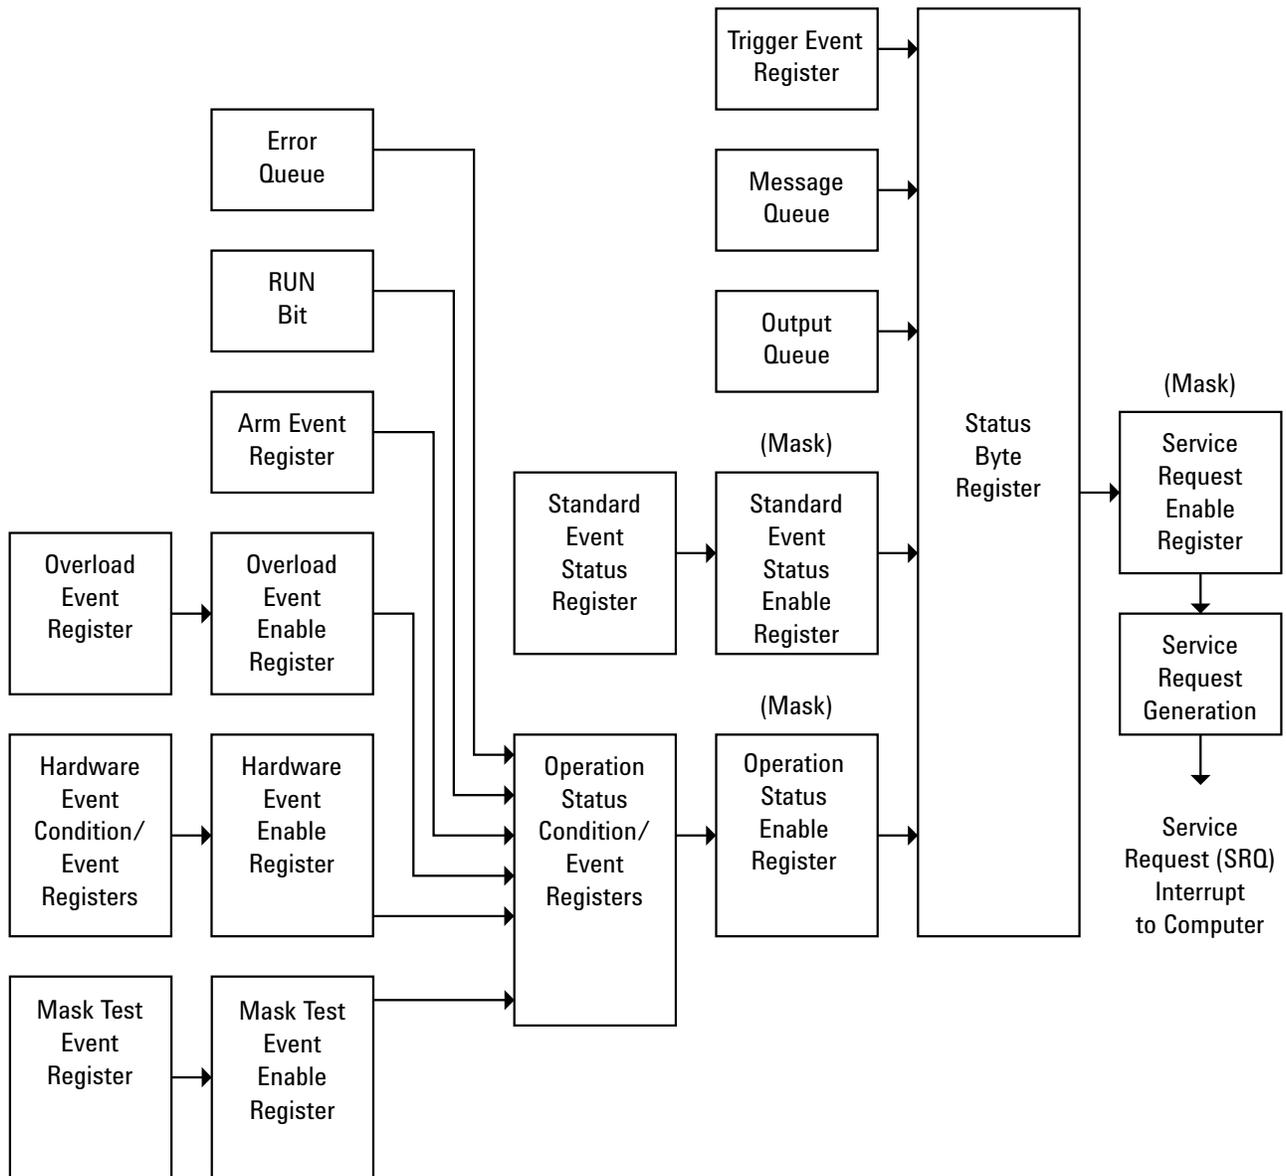 Trigger Event
Register
Error
Queue
Message
Queue
RUN
Bit
Output
Queue
Arm Event
Register
(Mask)
Standard
Event
Status
Register
Standard
Event
Status
Enable
Register
Status
Byte
Register
(Mask)
Service
Request
Enable
Register
Overload
Event
Register
Overload
Event
Enable
Register
Service
Request
Generation
(Mask)
Hardware
Event
Condition/
Event
Registers
Hardware
Event
Enable
Register
Operation
Status
Condition/
Event
Registers
Operation
Status
Enable
Register
Service
Request (SRQ)
Interrupt
to Computer
Mask Test
Event
Register
Mask Test
Event
Enable
Register